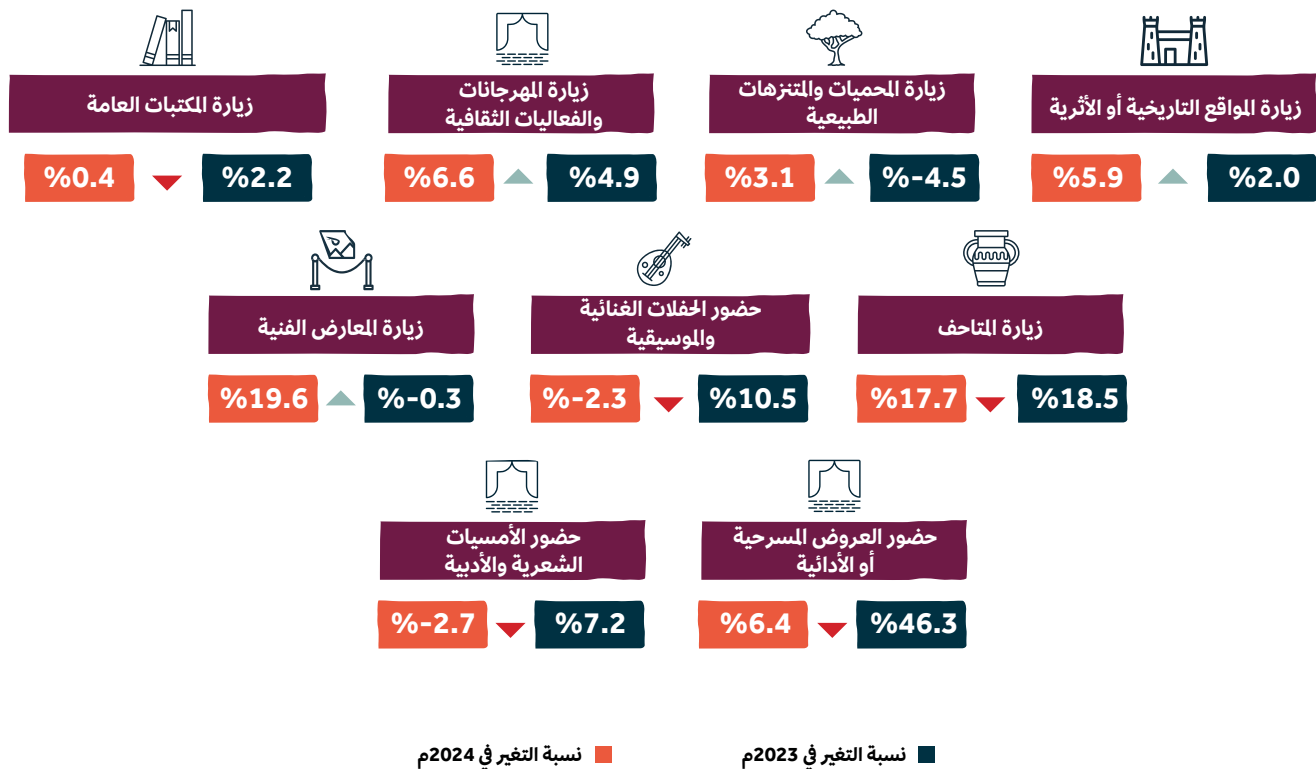 زيارة المواقع التاريخية أو الأثرية
%2.0
%5.9
زيارة المحميات والمتنزهات
الطبيعية
%-4.5
%3.1
زيارة المهرجانات
والفعاليات الثقافية
%4.9
%6.6
زيارة المكتبات العامة
%2.2
%0.4
زيارة المتاحف
%18.5
%17.7
حضور الحفلات الغنائية
والموسيقية
%10.5
%-2.3
زيارة المعارض الفنية
%-0.3
%19.6
حضور العروض المسرحية
أو الأدائية
%46.3
%6.4
حضور الأمسيات
الشعرية والأدبية
%7.2
%-2.7
نسبة التغير في 2023م
نسبة التغير في 2024م